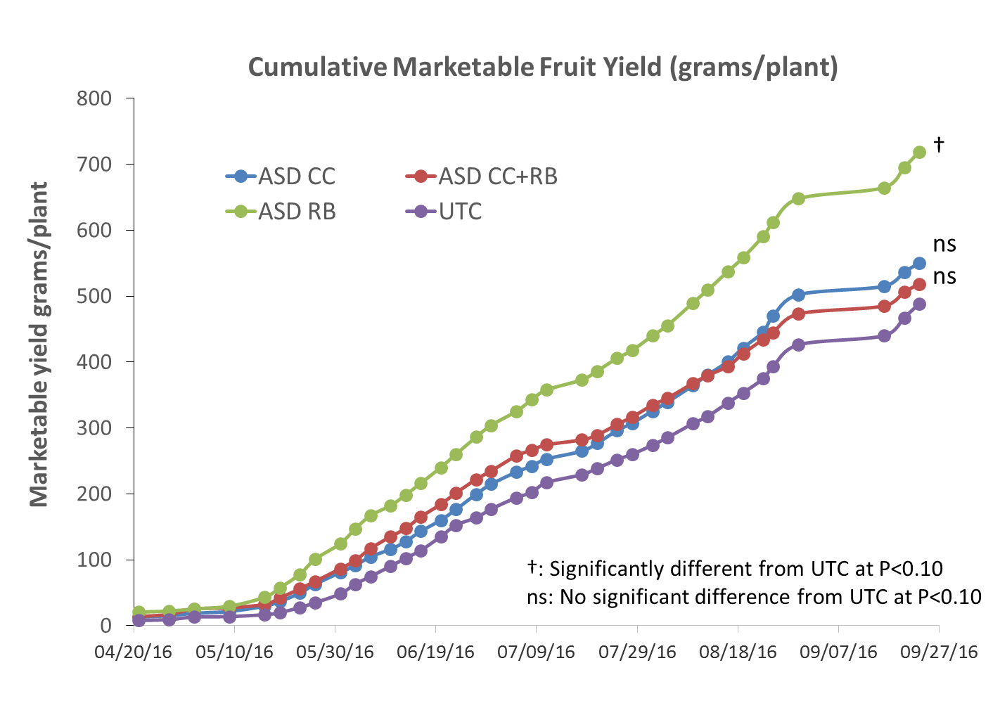 Cumulative Marketable Fruit Yield (grams/plant)
Marketable yield grams/plant
800
700
600
500
400
300
200
100
0
ASD CC
ASD CC+RB
ASD RB
UTC
†
ns
ns
†: Significantly different from UTC at P<0.10
ns: No significant difference from UTC at P<0.10
04/20/16 05/10/16 05/30/16 06/19/16 07/09/16 07/29/16 08/18/16 09/07/16 09/27/16